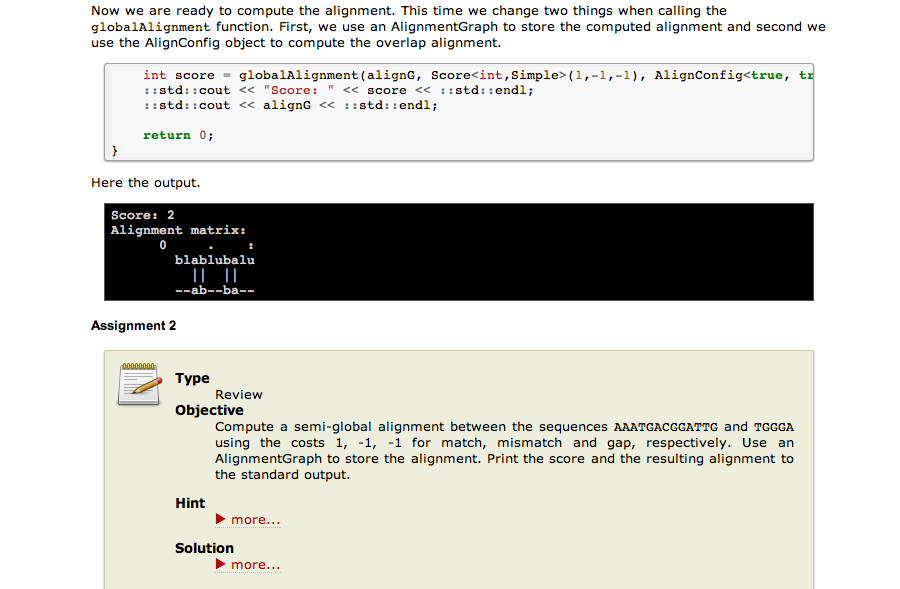 Now we are ready to compute the alignment. This time we change two things when calling the
globalAlignment function. First, we use an AlignmentGraph to store the computed alignment and second we
use the AlignConfig object to compute the overlap alignment.
int score = globalAlignment(alignG, Score<int,Simple>(1,-1,-1), AlignConfig<true, tr
::std::cout << "Score: " << score << ::std::endl;
::std::cout << alignG << ::std::endl;
return 0;
}
Here the output.
Score: 2
Alignment matrix:
0 . :
blablubalu
|| ||
--ab--ba--
Assignment 2
Type
Review
Objective
Compute a semi-global alignment between the sequences AAATGACGGATTG and TGGGA
using the costs 1, -1, -1 for match, mismatch and gap, respectively. Use an
AlignmentGraph to store the alignment. Print the score and the resulting alignment to
the standard output.
Hint
▶ more...
Solution
▶ more...